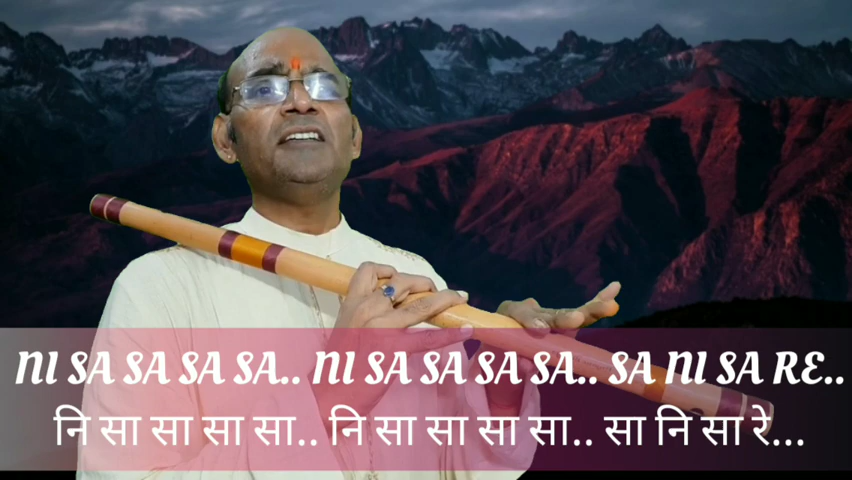 NI SA SA SA SA.. NI SA SA SA SA.. SA NI SA RE..
नि सा सा सा सा.. नि सा सा सा सा.. सा नि सा रे...